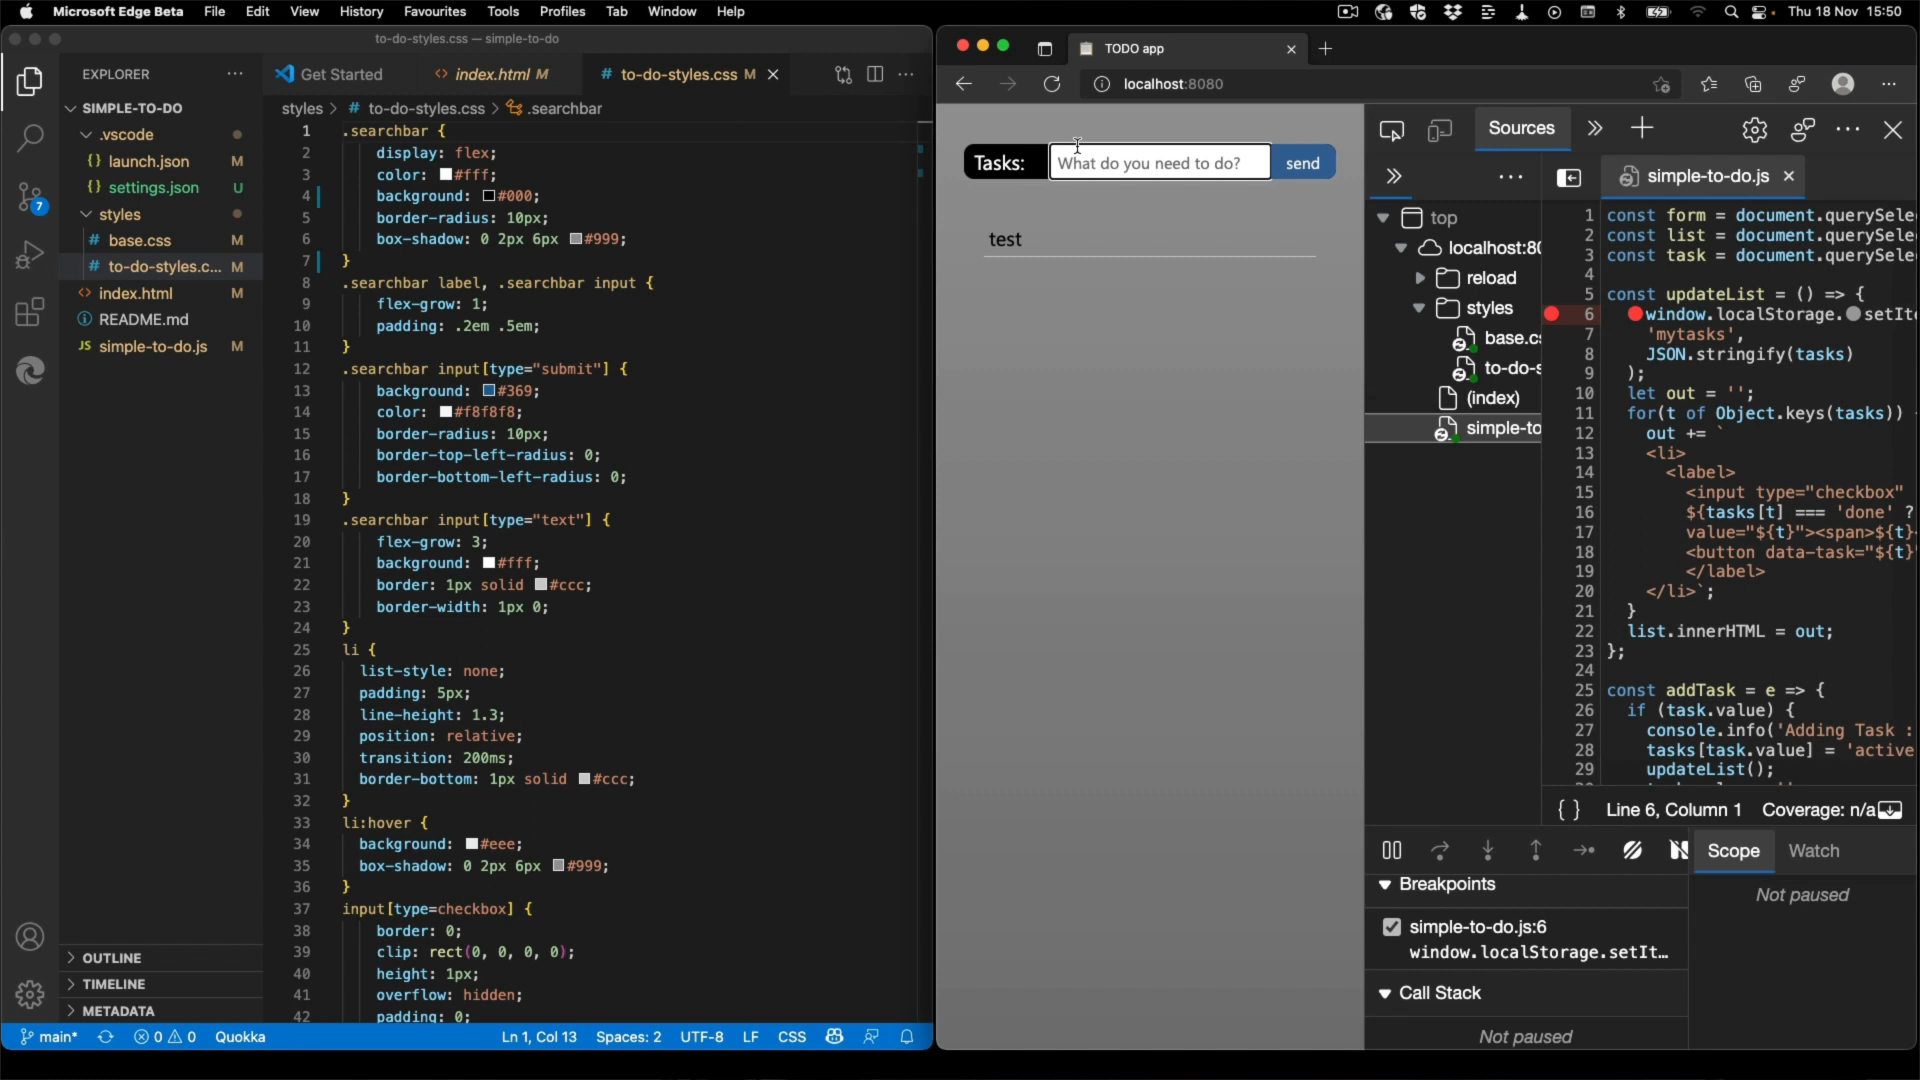 Microsoft Edge Beta File Edit View History Favourites Tools Profiles Tab Window Help Thu 18 Nov 15:50
to-do-styles.css — simple-to-do
EXPLORER
Get Started
index.html M
# to-do-styles.css M
SIMPLE-TO-DO
.vscode
{} launch.json M
{} settings.json U
7
styles
# base.css M
# to-do-styles.c... M
<> index.html M
README.md
JS simple-to-do.js M
OUTLINE
TIMELINE
METADATA
styles > # to-do-styles.css > .searchbar
1 .searchbar {
2 display: flex;
3 color: #fff;
4 background: #000;
5 border-radius: 10px;
6 box-shadow: 0 2px 6px #999;
7 }
8 .searchbar label, .searchbar input {
9 flex-grow: 1;
10 padding: .2em .5em;
11 }
12 .searchbar input[type="submit"] {
13 background: #369;
14 color: #f8f8f8;
15 border-radius: 10px;
16 border-top-left-radius: 0;
17 border-bottom-left-radius: 0;
18 }
19 .searchbar input[type="text"] {
20 flex-grow: 3;
21 background: #fff;
22 border: 1px solid #ccc;
23 border-width: 1px 0;
24 }
25 li {
26 list-style: none;
27 padding: 5px;
28 line-height: 1.3;
29 position: relative;
30 transition: 200ms;
31 border-bottom: 1px solid #ccc;
32 }
33 li:hover {
34 background: #eee;
35 box-shadow: 0 2px 6px #999;
36 }
37 input[type=checkbox] {
38 border: 0;
39 clip: rect(0, 0, 0, 0);
40 height: 1px;
41 overflow: hidden;
42 padding: 0;
main* 0 0 Quokka Ln 1, Col 13 Spaces: 2 UTF-8 LF CSS
TODO app
localhost:8080
Tasks: What do you need to do? send
test
Sources
simple-to-do.js
top
localhost:80
reload
styles
base.cs
to-do-s
(index)
simple-to
1 const form = document.querySele
2 const list = document.querySele
3 const task = document.querySele
4
5 const updateList = () => {
6 window.localStorage.setIte
7 'mytasks',
8 JSON.stringify(tasks)
9 );
10 let out = '';
11 for(t of Object.keys(tasks))
12 out += `
13 <li>
14 <label>
15 <input type="checkbox"
16 ${tasks[t] === 'done' ?
17 value="${t}"><span>${t}
18 <button data-task="${t}"
19 </label>
20 </li>`;
21 }
22 list.innerHTML = out;
23 };
24
25 const addTask = e => {
26 if (task.value) {
27 console.info('Adding Task :
28 tasks[task.value] = 'active
29 updateList();
{ } Line 6, Column 1 Coverage: n/a
Scope Watch
Breakpoints
Not paused
simple-to-do.js:6
window.localStorage.setIt…
Call Stack
Not paused